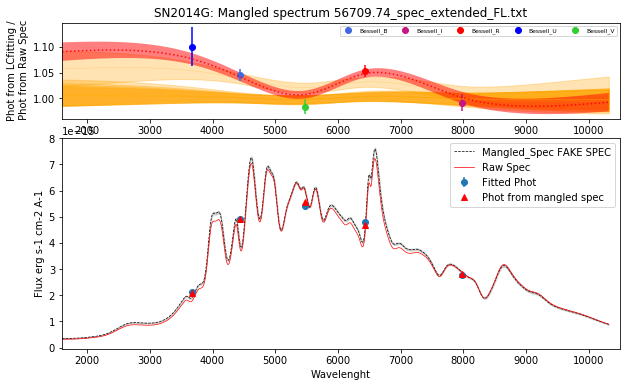 SN2014G: Mangled spectrum 56709.74_spec_extended_FL.txt
Phot from LCfitting /
Phot from Raw Spec
1.10
1.05
1.00
Bessell_B
Bessell_I
Bessell_R
Bessell_U
Bessell_V
2000 3000 4000 5000 6000 7000 8000 9000 10000
1e−15
Flux erg s-1 cm-2 A-1
8
7
6
5
4
3
2
1
0
Mangled_Spec FAKE SPEC
Raw Spec
Fitted Phot
Phot from mangled spec
2000 3000 4000 5000 6000 7000 8000 9000 10000
Wavelenght